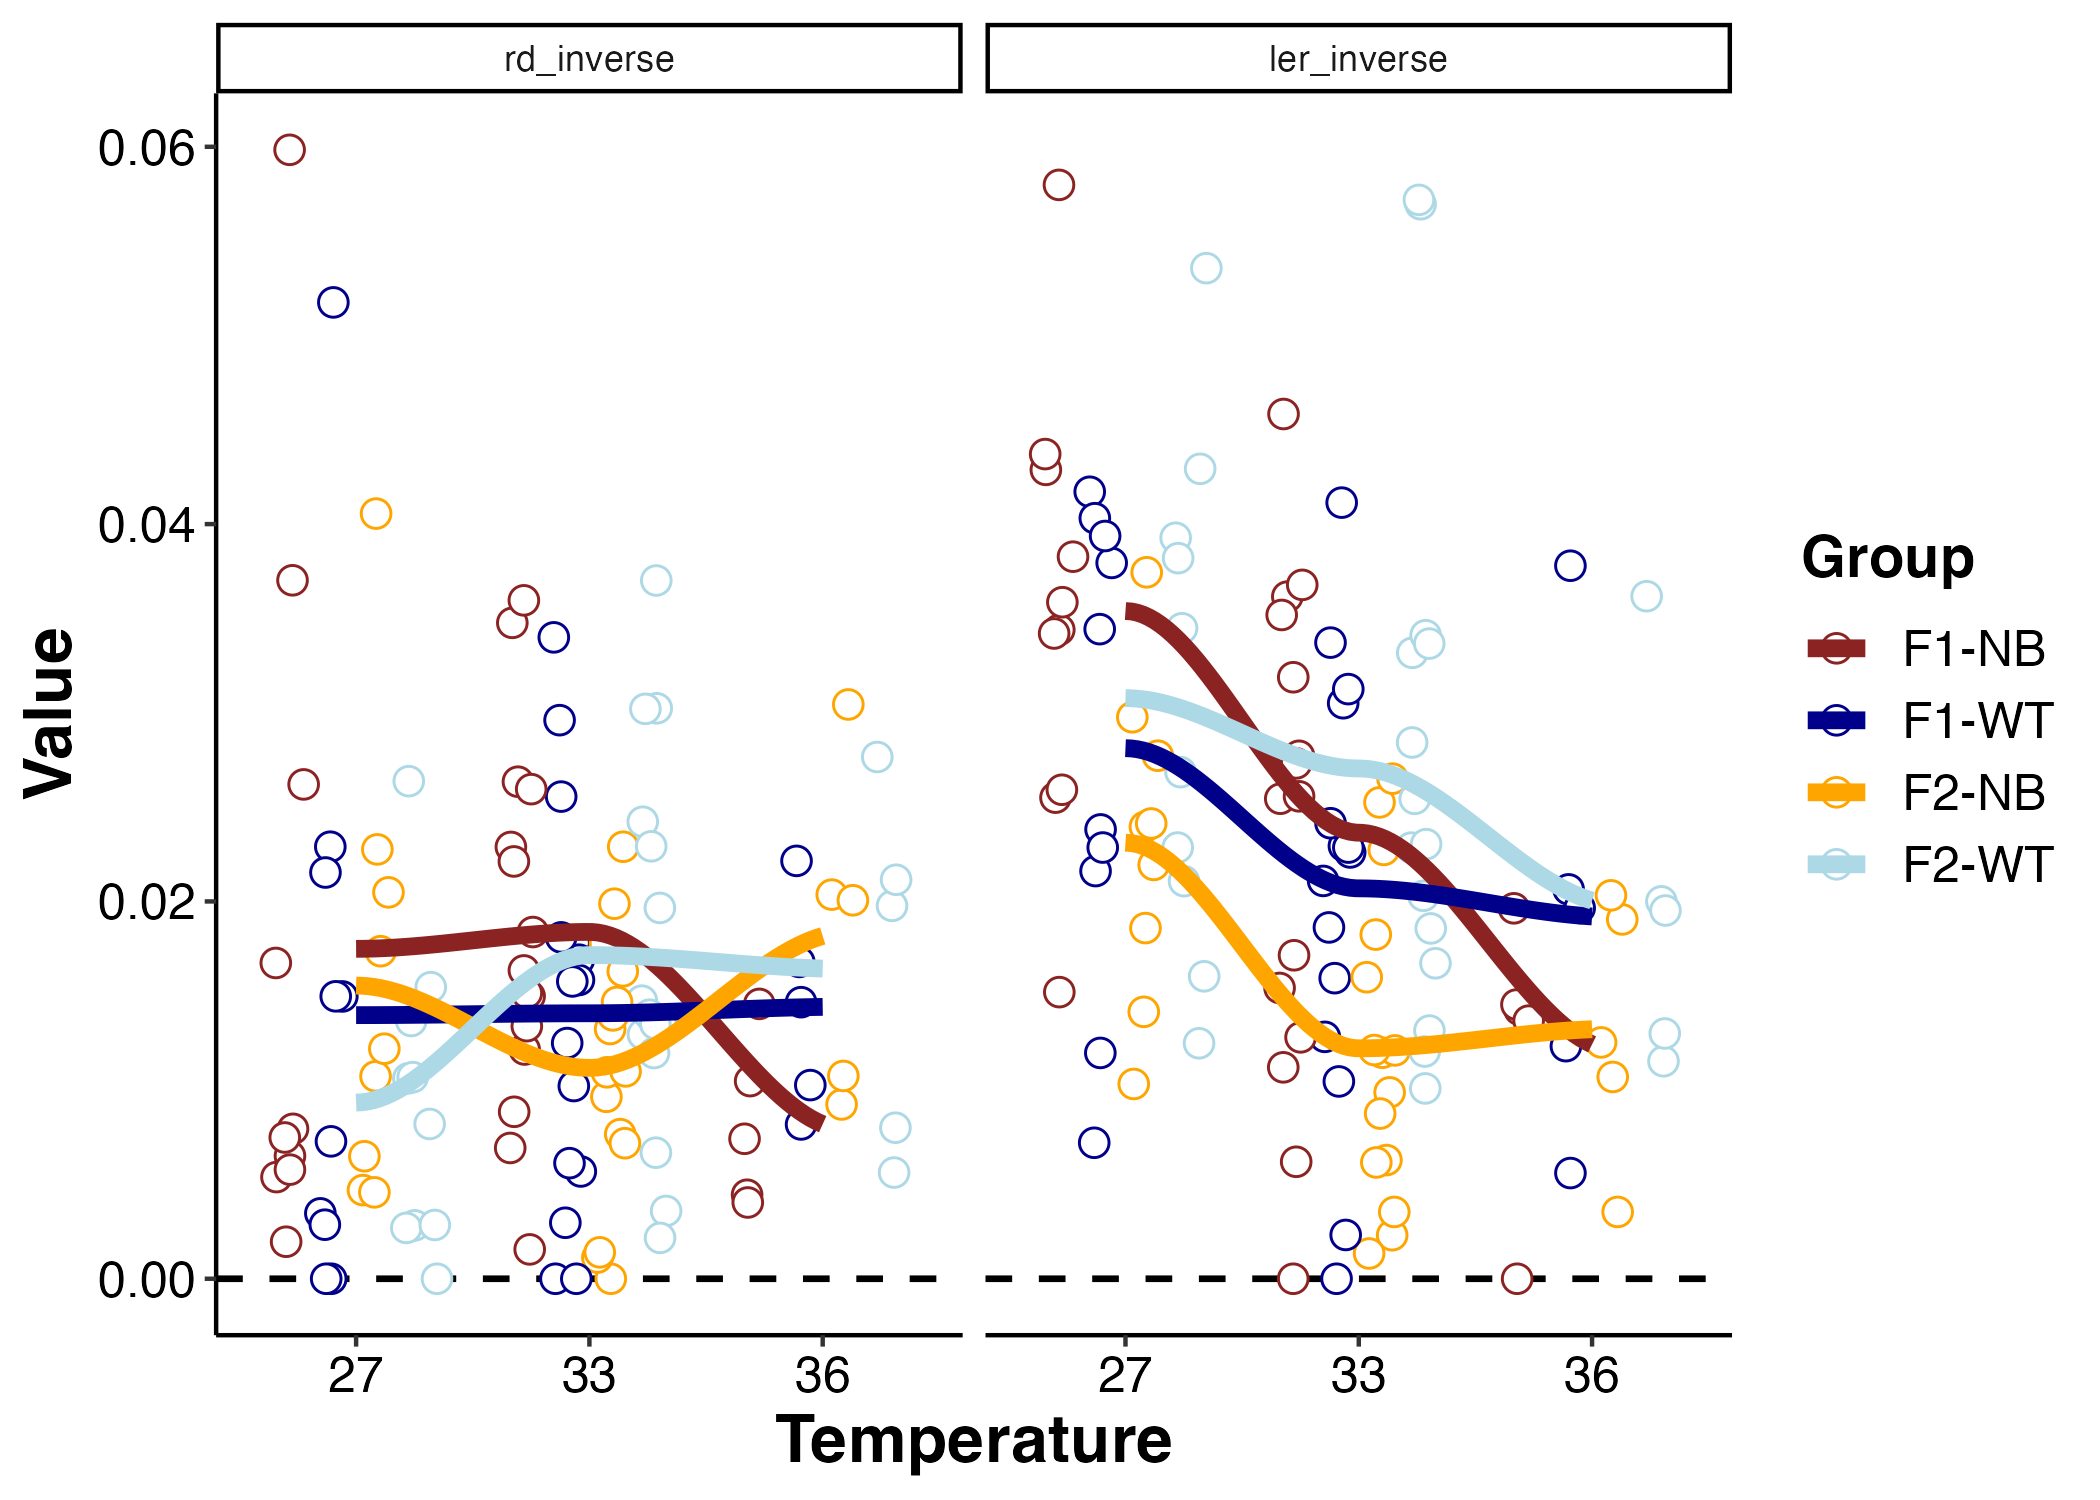 rd_inverse
ler_inverse
0.06
0.04
0.02
0.00
Value
27
33
36
27
33
36
Temperature
Group
F1-NB
F1-WT
F2-NB
F2-WT